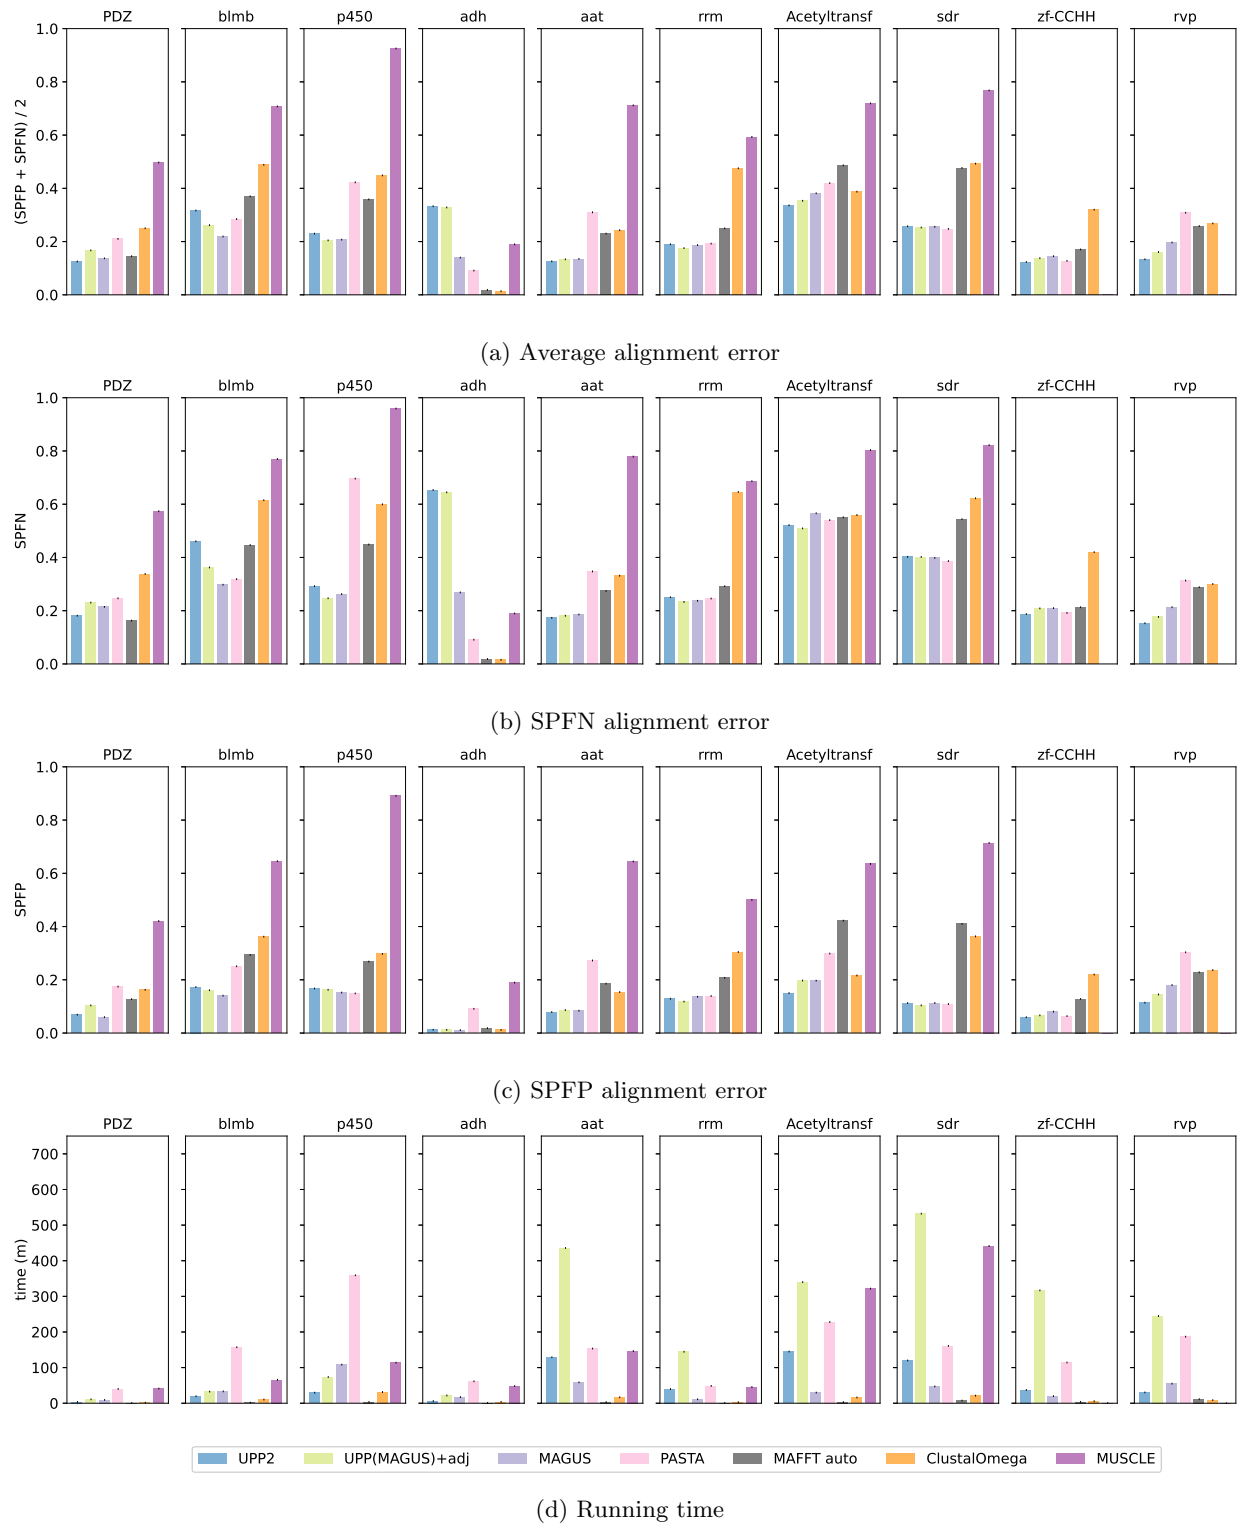 PDZ blmb p450 adh aat rrm Acetyltransf sdr zf-CCHH rvp
1.0
0.8
0.6
0.4
0.2
0.0
(SPFP + SPFN) / 2
(a) Average alignment error
PDZ blmb p450 adh aat rrm Acetyltransf sdr zf-CCHH rvp
1.0
0.8
0.6
0.4
0.2
0.0
SPFN
(b) SPFN alignment error
PDZ blmb p450 adh aat rrm Acetyltransf sdr zf-CCHH rvp
1.0
0.8
0.6
0.4
0.2
0.0
SPFP
(c) SPFP alignment error
PDZ blmb p450 adh aat rrm Acetyltransf sdr zf-CCHH rvp
700
600
500
400
300
200
100
0
time (m)
UPP2 UPP(MAGUS)+adj MAGUS PASTA MAFFT auto ClustalOmega MUSCLE
(d) Running time